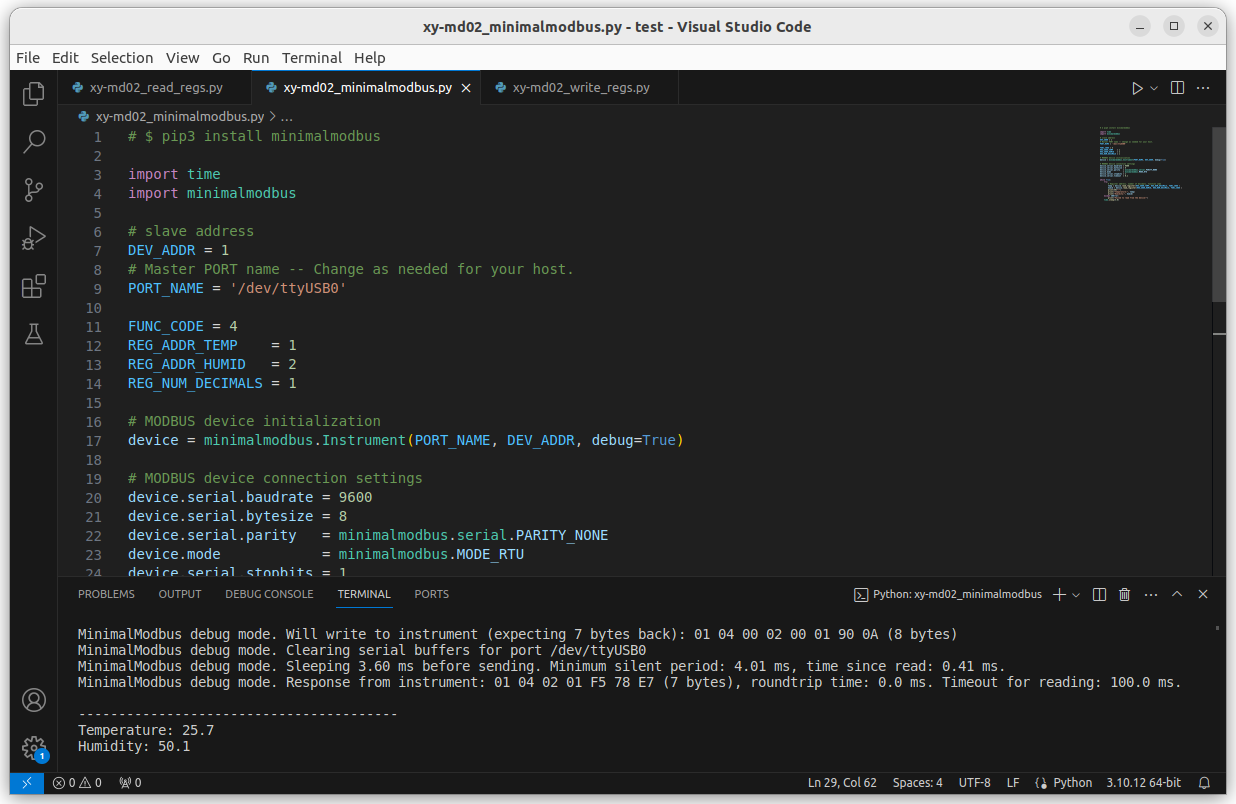 xy-md02_minimalmodbus.py - test - Visual Studio Code
File Edit Selection View Go Run Terminal Help
xy-md02_read_regs.py xy-md02_minimalmodbus.py xy-md02_write_regs.py
xy-md02_minimalmodbus.py > ...
1 # $ pip3 install minimalmodbus
2
3 import time
4 import minimalmodbus
5
6 # slave address
7 DEV_ADDR = 1
8 # Master PORT name -- Change as needed for your host.
9 PORT_NAME = '/dev/ttyUSB0'
10
11 FUNC_CODE = 4
12 REG_ADDR_TEMP    = 1
13 REG_ADDR_HUMID   = 2
14 REG_NUM_DECIMALS = 1
15
16 # MODBUS device initialization
17 device = minimalmodbus.Instrument(PORT_NAME, DEV_ADDR, debug=True)
18
19 # MODBUS device connection settings
20 device.serial.baudrate = 9600
21 device.serial.bytesize = 8
22 device.serial.parity   = minimalmodbus.serial.PARITY_NONE
23 device.mode            = minimalmodbus.MODE_RTU
24 device.serial.stopbits = 1
PROBLEMS OUTPUT DEBUG CONSOLE TERMINAL PORTS Python: xy-md02_minimalmodbus
MinimalModbus debug mode. Will write to instrument (expecting 7 bytes back): 01 04 00 02 00 01 90 0A (8 bytes)
MinimalModbus debug mode. Clearing serial buffers for port /dev/ttyUSB0
MinimalModbus debug mode. Sleeping 3.60 ms before sending. Minimum silent period: 4.01 ms, time since read: 0.41 ms.
MinimalModbus debug mode. Response from instrument: 01 04 02 01 F5 78 E7 (7 bytes), roundtrip time: 0.0 ms. Timeout for reading: 100.0 ms.
----------------------------------------
Temperature: 25.7
Humidity: 50.1
1
0 0 0 Ln 29, Col 62 Spaces: 4 UTF-8 LF Python 3.10.12 64-bit